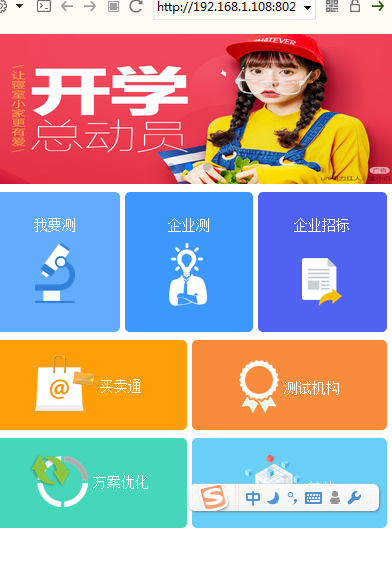 http://192.168.1.108:802
WHATEVER
让寝室小家更有爱
开学
总动员
广告
我要测
企业测
企业招标
买卖通
测试机构
方案优化
中